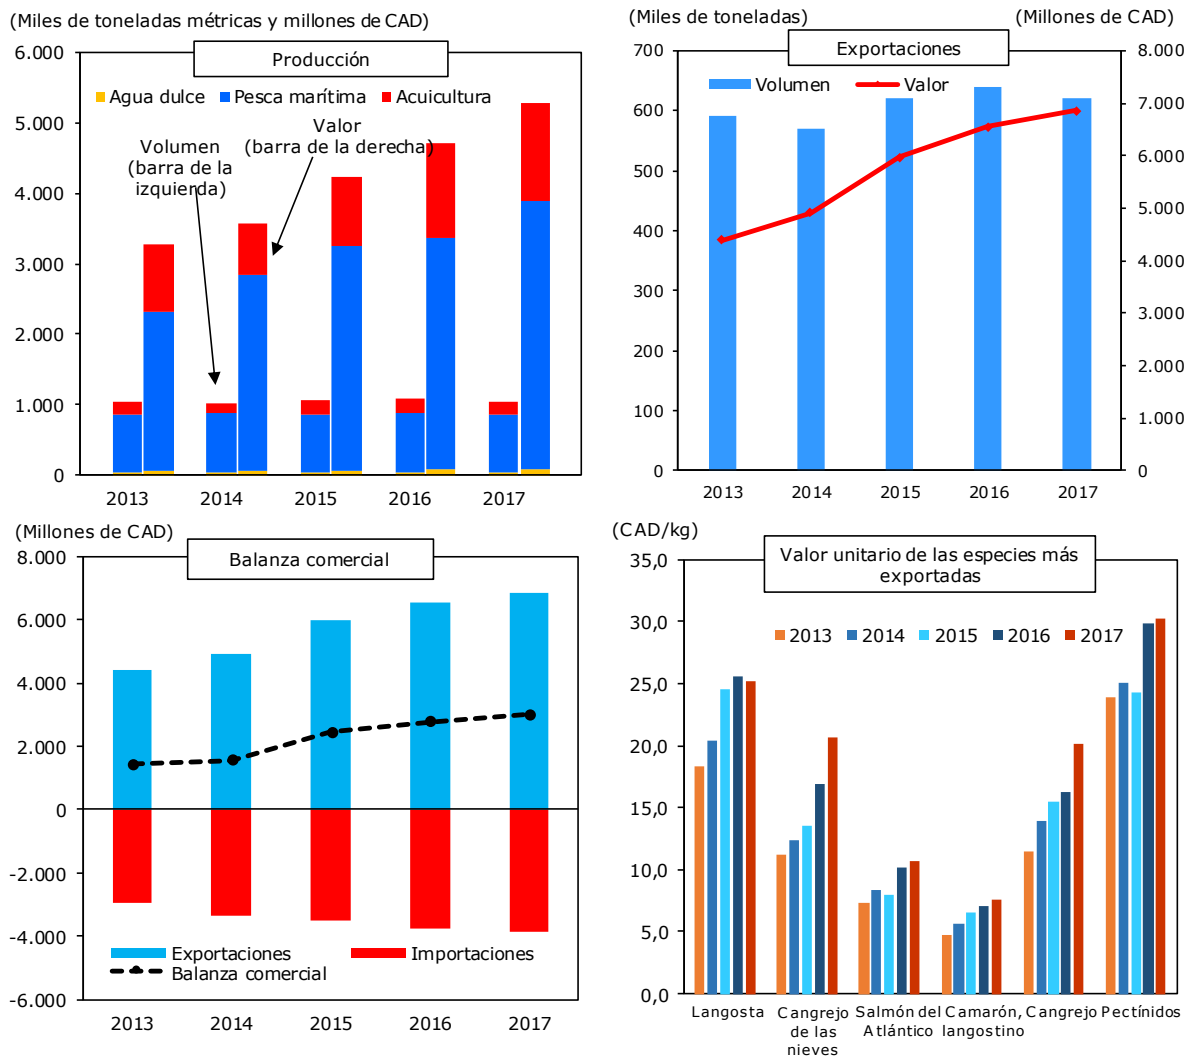 (Miles de toneladas métricas y millones de CAD)
Producción
Agua dulce
Pesca marítima
Acuicultura
Volumen
(barra de la
izquierda)
Valor
(barra de la derecha)
6.000
5.000
4.000
3.000
2.000
1.000
0
2013
2014
2015
2016
2017
(Miles de toneladas)
(Millones de CAD)
Exportaciones
Volumen
Valor
700
600
500
400
300
200
100
0
8.000
7.000
6.000
5.000
4.000
3.000
2.000
1.000
0
2013
2014
2015
2016
2017
(Millones de CAD)
Balanza comercial
8.000
6.000
4.000
2.000
0
-2.000
-4.000
-6.000
Exportaciones
Importaciones
Balanza comercial
2013
2014
2015
2016
2017
(CAD/kg)
Valor unitario de las especies más
exportadas
2013
2014
2015
2016
2017
35,0
30,0
25,0
20,0
15,0
10,0
5,0
0,0
Langosta
Cangrejo
de las
nieves
Salmón del
Atlántico
Camarón,
langostino
Cangrejo
Pectínidos